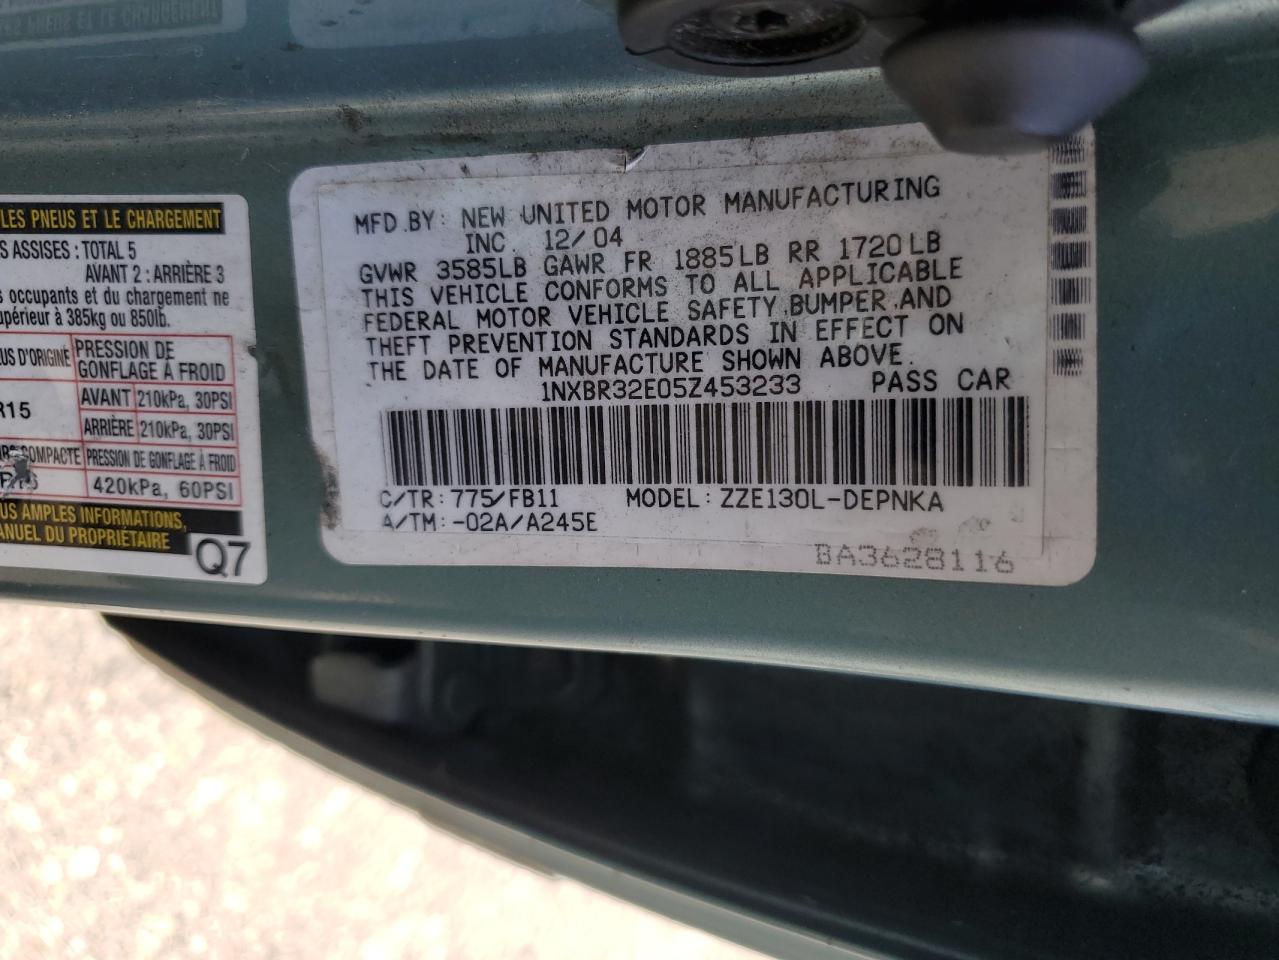 LES PNEUS ET LE CHARGEMENT
ASSISES : TOTAL 5
AVANT 2 : ARRIÈRE 3
occupants et du chargement ne
supérieur à 385kg ou 850lb.
D'ORIGINE PRESSION DE GONFLAGE À FROID
R15 AVANT 210kPa, 30PSI
ARRIÈRE 210kPa, 30PSI
COMPACTE PRESSION DE GONFLAGE À FROID
420kPa, 60PSI
AMPLES INFORMATIONS,
MANUEL DU PROPRIÉTAIRE
Q7
MFD.BY: NEW UNITED MOTOR MANUFACTURING
INC. 12/04
GVWR 3585LB GAWR FR 1885LB RR 1720LB
THIS VEHICLE CONFORMS TO ALL APPLICABLE
FEDERAL MOTOR VEHICLE SAFETY,BUMPER,AND
THEFT PREVENTION STANDARDS IN EFFECT ON
THE DATE OF MANUFACTURE SHOWN ABOVE.
1NXBR32E05Z453233 PASS CAR
C/TR: 775/FB11 MODEL: ZZE130L-DEPNKA
A/TM: -02A/A245E
BA3628116